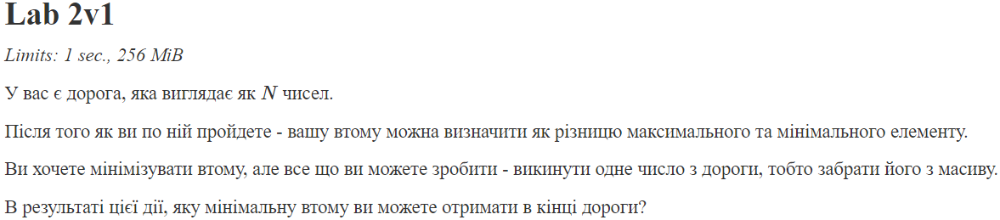 Lab 2v1
Limits: 1 sec., 256 MiB
У вас є дорога, яка виглядає як N чисел.
Після того як ви по ній пройдете - вашу втому можна визначити як різницю максимального та мінімального елементу.
Ви хочете мінімізувати втому, але все що ви можете зробити - викинути одне число з дороги, тобто забрати його з масиву.
В результаті цієї дії, яку мінімальну втому ви можете отримати в кінці дороги?